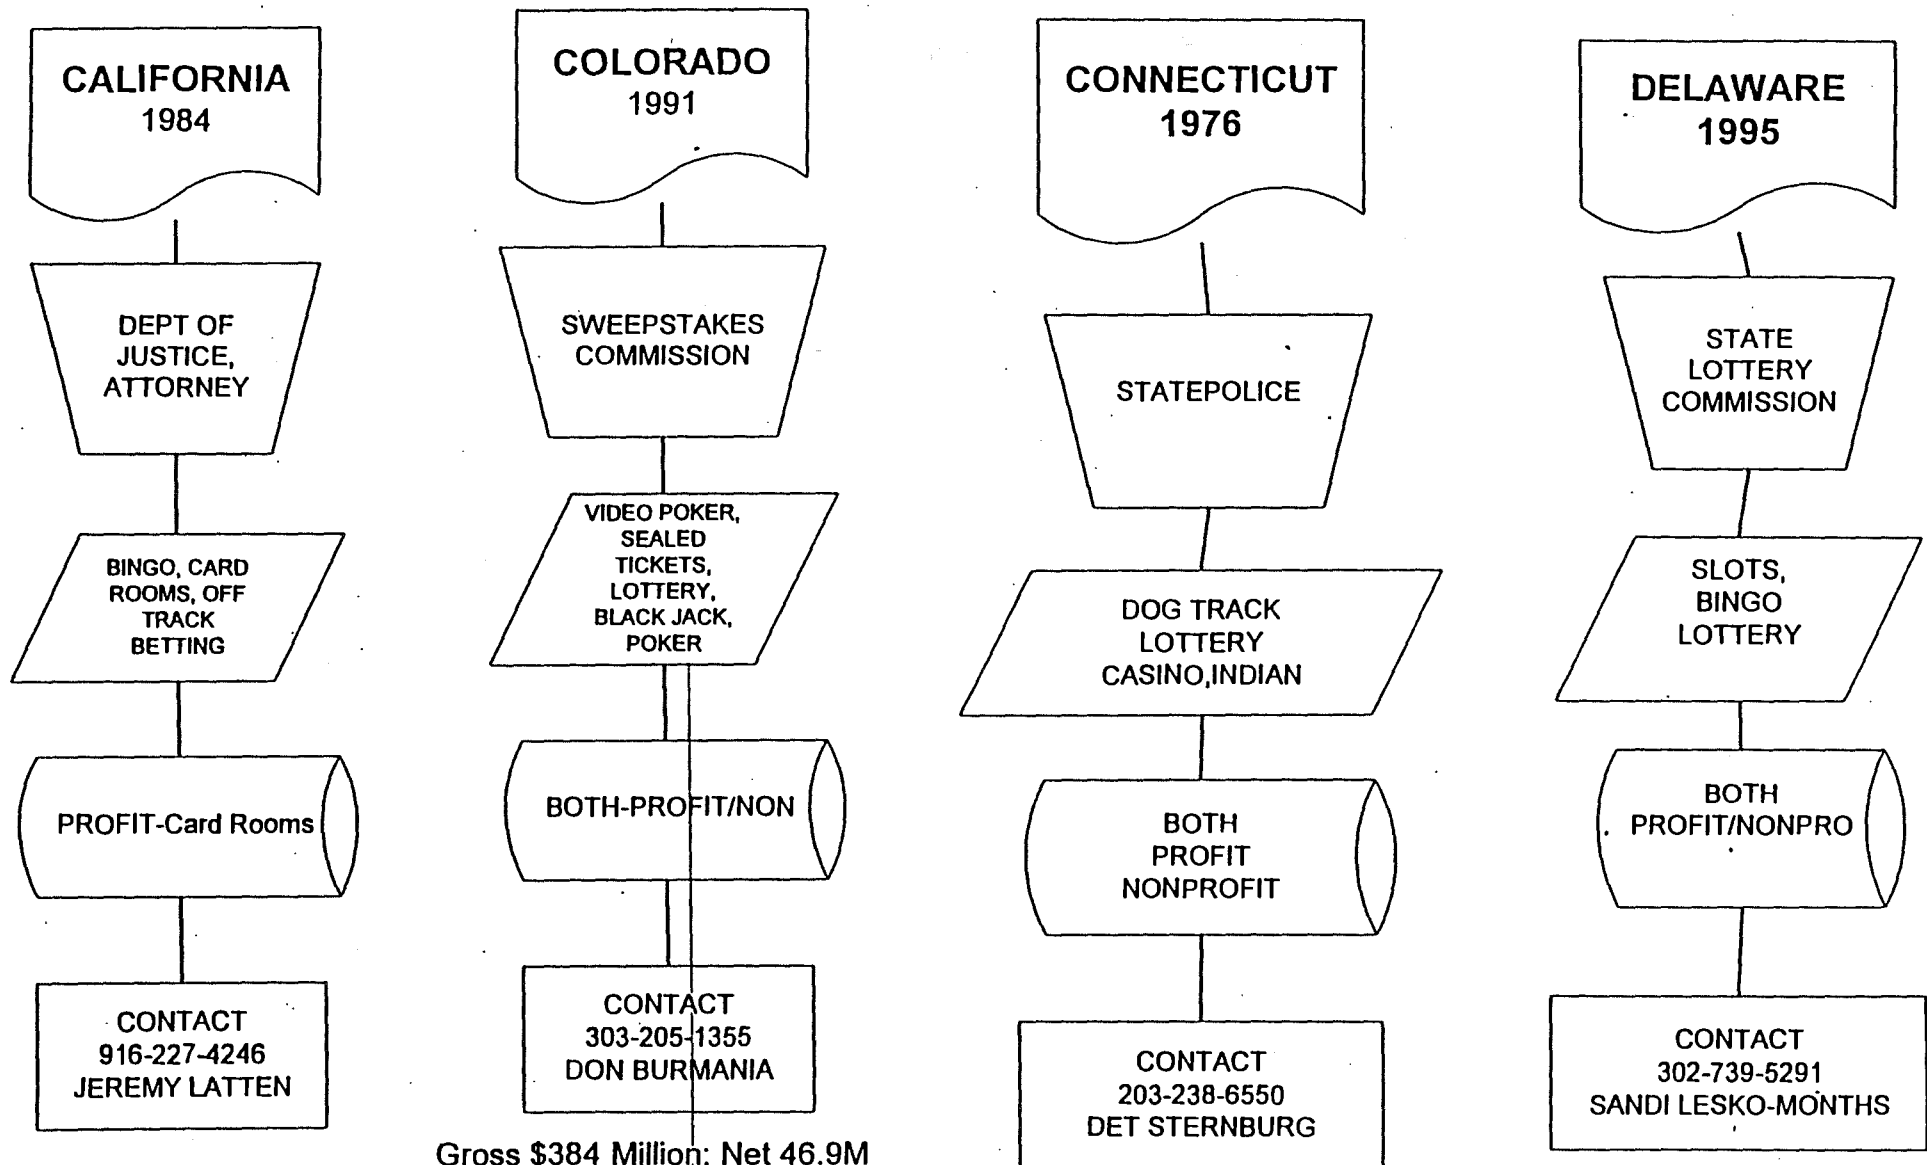 CALIFORNIA
1984
DEPT OF
JUSTICE,
ATTORNEY
BINGO, CARD
ROOMS, OFF
TRACK
BETTING
PROFIT-Card Rooms
CONTACT
916-227-4246
JEREMY LATTEN
COLORADO
1991
SWEEPSTAKES
COMMISSION
VIDEO POKER,
SEALED
TICKETS,
LOTTERY,
BLACK JACK,
POKER
BOTH-PROFIT/NON
CONTACT
303-205-1355
DON BURMANIA
Gross $384 Million: Net 46.9M
CONNECTICUT
1976
STATEPOLICE
DOG TRACK
LOTTERY
CASINO,INDIAN
BOTH
PROFIT
NONPROFIT
CONTACT
203-238-6550
DET STERNBURG
DELAWARE
1995
STATE
LOTTERY
COMMISSION
SLOTS,
BINGO
LOTTERY
BOTH
PROFIT/NONPRO
CONTACT
302-739-5291
SANDI LESKO-MONTHS